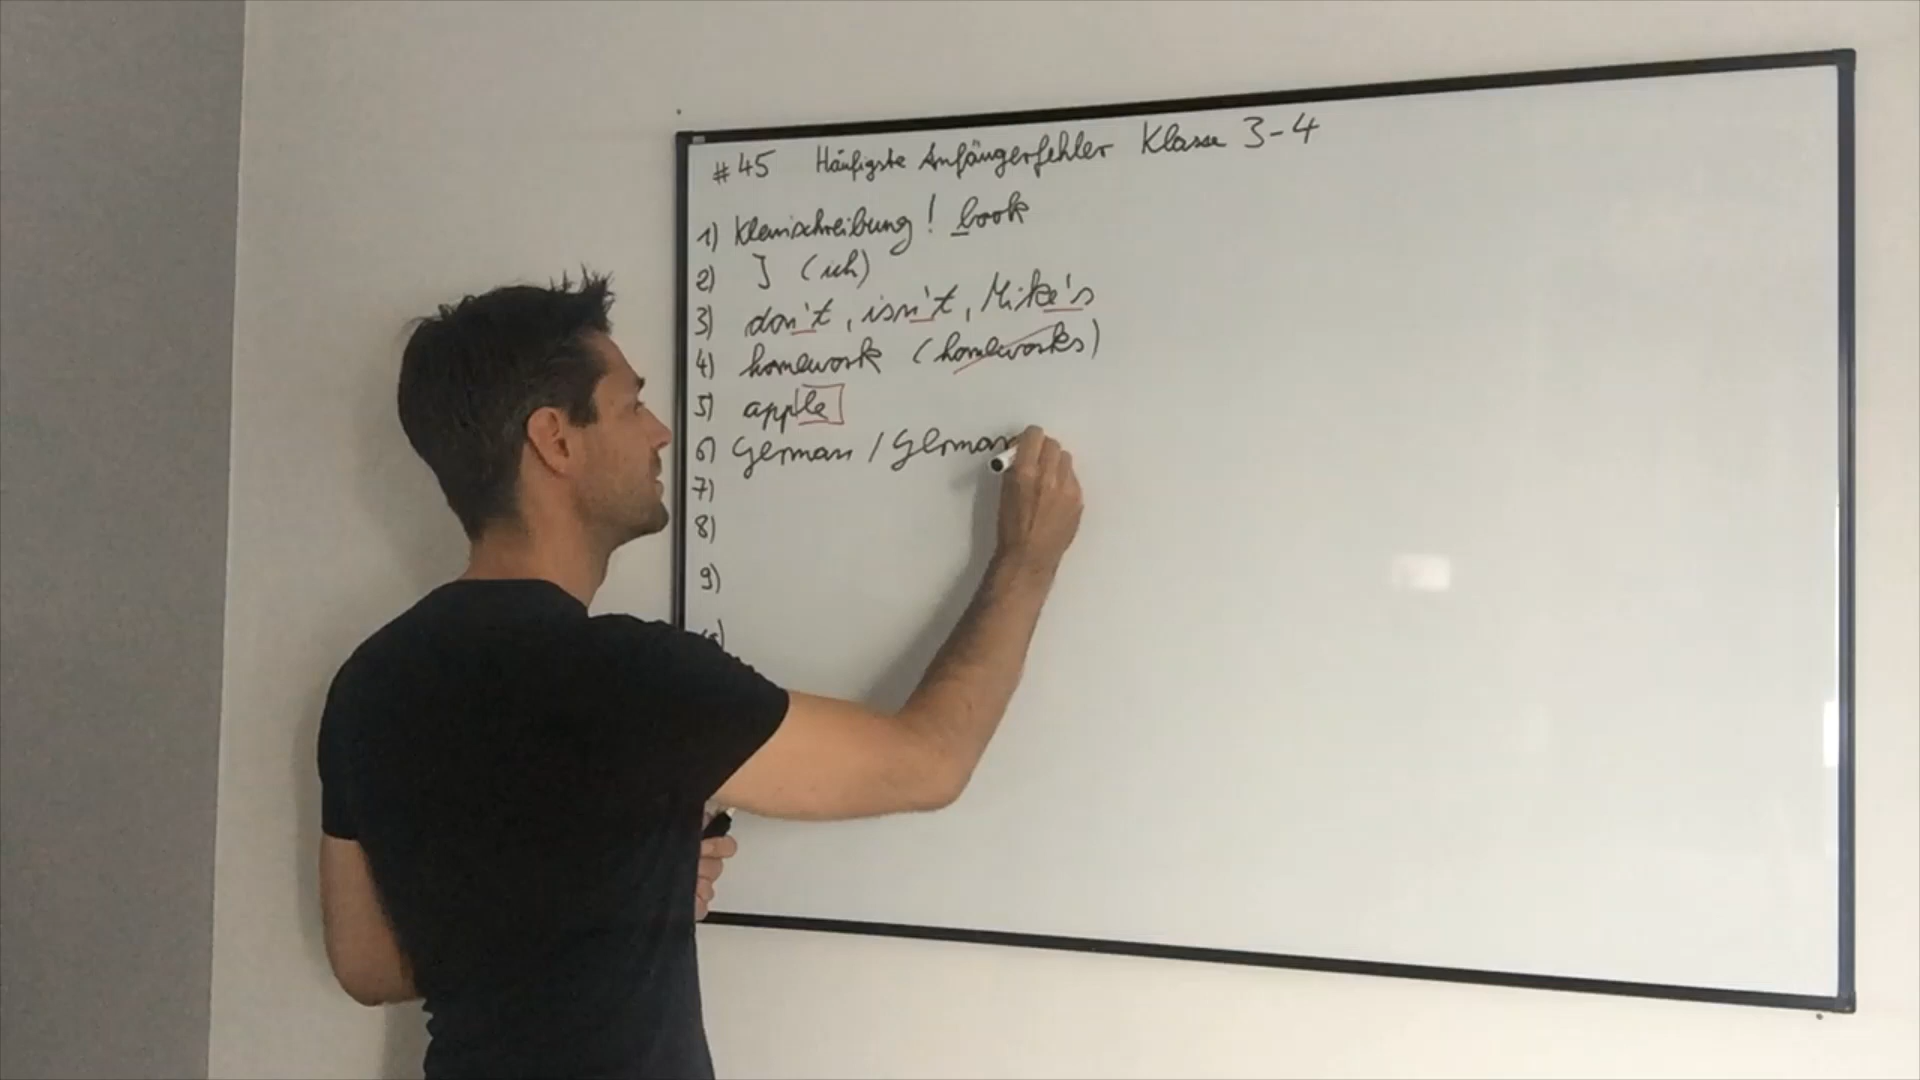 #45 Häufigste Anfängerfehler Klasse 3-4
1) Kleinschreibung! book
2) I (ich)
3) don't, isn't, Mike's
4) homework (homeworks)
5) apple
6) German / German
7)
8)
9)